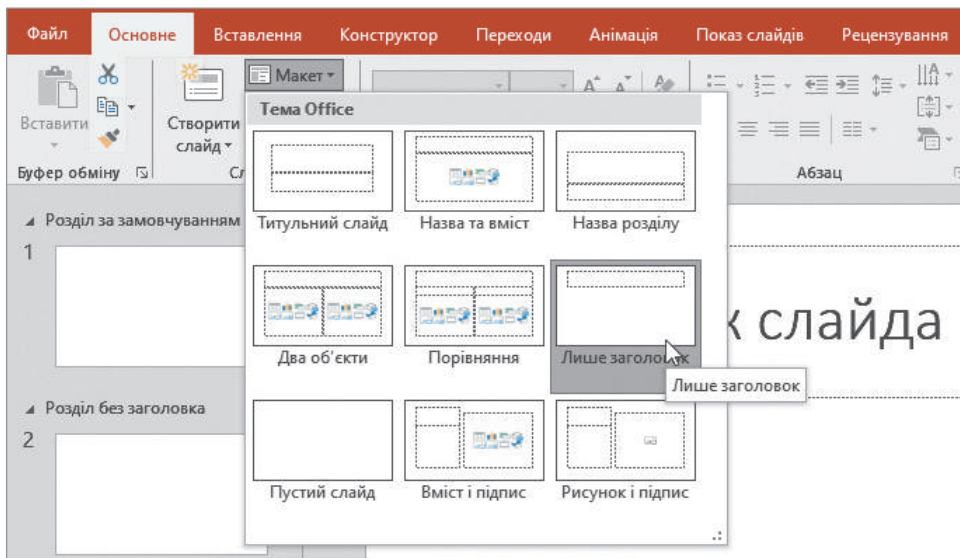 Файл Основне Вставлення Конструктор Переходи Анімація Показ слайдів Рецензування
Вставити
Створити слайд
Макет
Буфер обміну
Абзац
Тема Office
Титульний слайд Назва та вміст Назва розділу
Два об'єкти Порівняння Лише заголовок
Лише заголовок
Пустий слайд Вміст і підпис Рисунок і підпис
Розділ за замовчуванням
1
Розділ без заголовка
2
к слайда